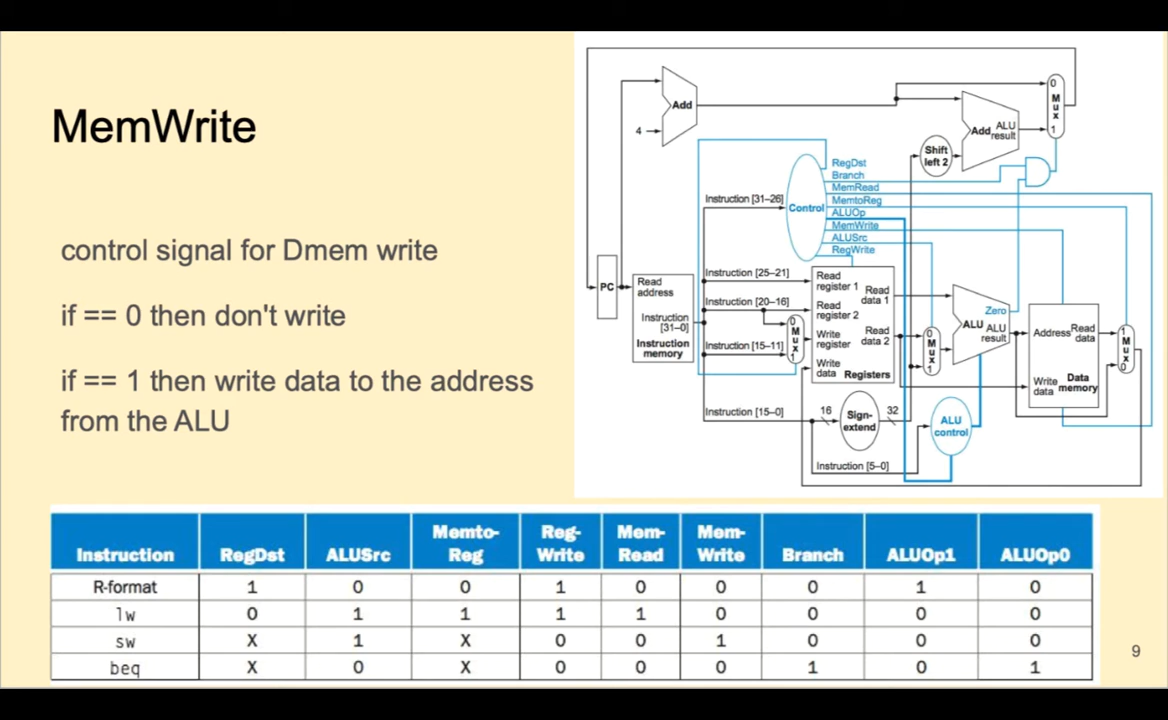 MemWrite
control signal for Dmem write
if == 0 then don't write
if == 1 then write data to the address
from the ALU
Add
4
Add
ALU
result
0
M
u
x
1
Shift
left 2
RegDst
Branch
MemRead
MemtoReg
ALUOp
MemWrite
ALUSrc
RegWrite
Control
Instruction [31–26]
Instruction [25–21]
Instruction [20–16]
Instruction [15–11]
Instruction [15–0]
Instruction [5–0]
PC
Read
address
Instruction
[31–0]
Instruction
memory
0
M
u
x
1
Read
register 1
Read
register 2
Write
register
Write
data
Read
data 1
Read
data 2
Registers
0
M
u
x
1
Zero
ALU
ALU
result
Address
Read
data
Write
data
Data
memory
1
M
u
x
0
16
Sign-
extend
32
ALU
control
Instruction RegDst ALUSrc Memto-Reg Reg-Write Mem-Read Mem-Write Branch ALUOp1 ALUOp0
R-format 1 0 0 1 0 0 0 1 0
lw 0 1 1 1 1 0 0 0 0
sw X 1 X 0 0 1 0 0 0
beq X 0 X 0 0 0 1 0 1
9